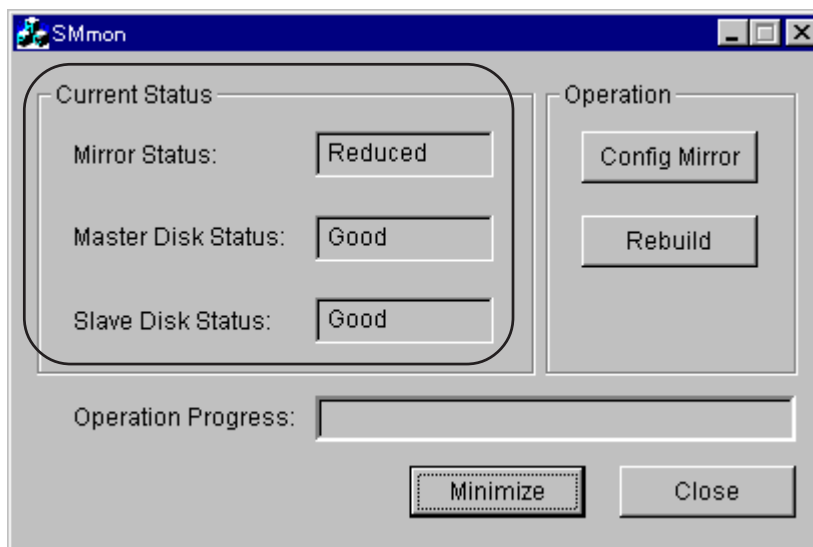 SMmon
Current Status
Mirror Status: Reduced
Master Disk Status: Good
Slave Disk Status: Good
Operation
Config Mirror
Rebuild
Operation Progress:
Minimize Close